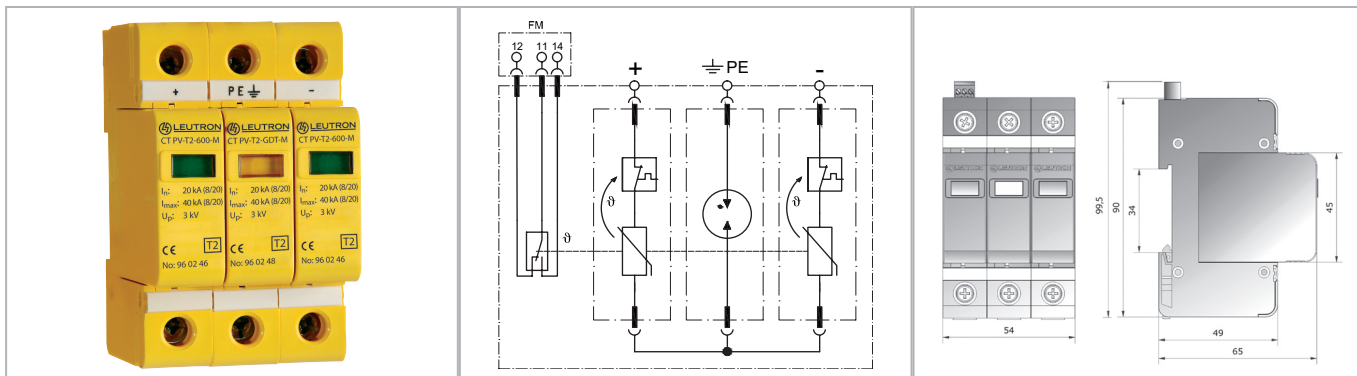 + PE -
LEUTRON LEUTRON LEUTRON
CT PV-T2-600-M CT PV-T2-GDT-M CT PV-T2-600-M
In: 20 kA (8/20) In: 20 kA (8/20) In: 20 kA (8/20)
Imax: 40 kA (8/20) Imax: 40 kA (8/20) Imax: 40 kA (8/20)
Up: 3 kV Up: 3 kV Up: 3 kV
CE T2 CE T2 CE T2
No: 96 02 46 No: 96 02 48 No: 96 02 46
FM
12 11 14
+ PE -
ϑ ϑ ϑ
LEUTRON LEUTRON LEUTRON
54
99,5
90
34
45
49
65